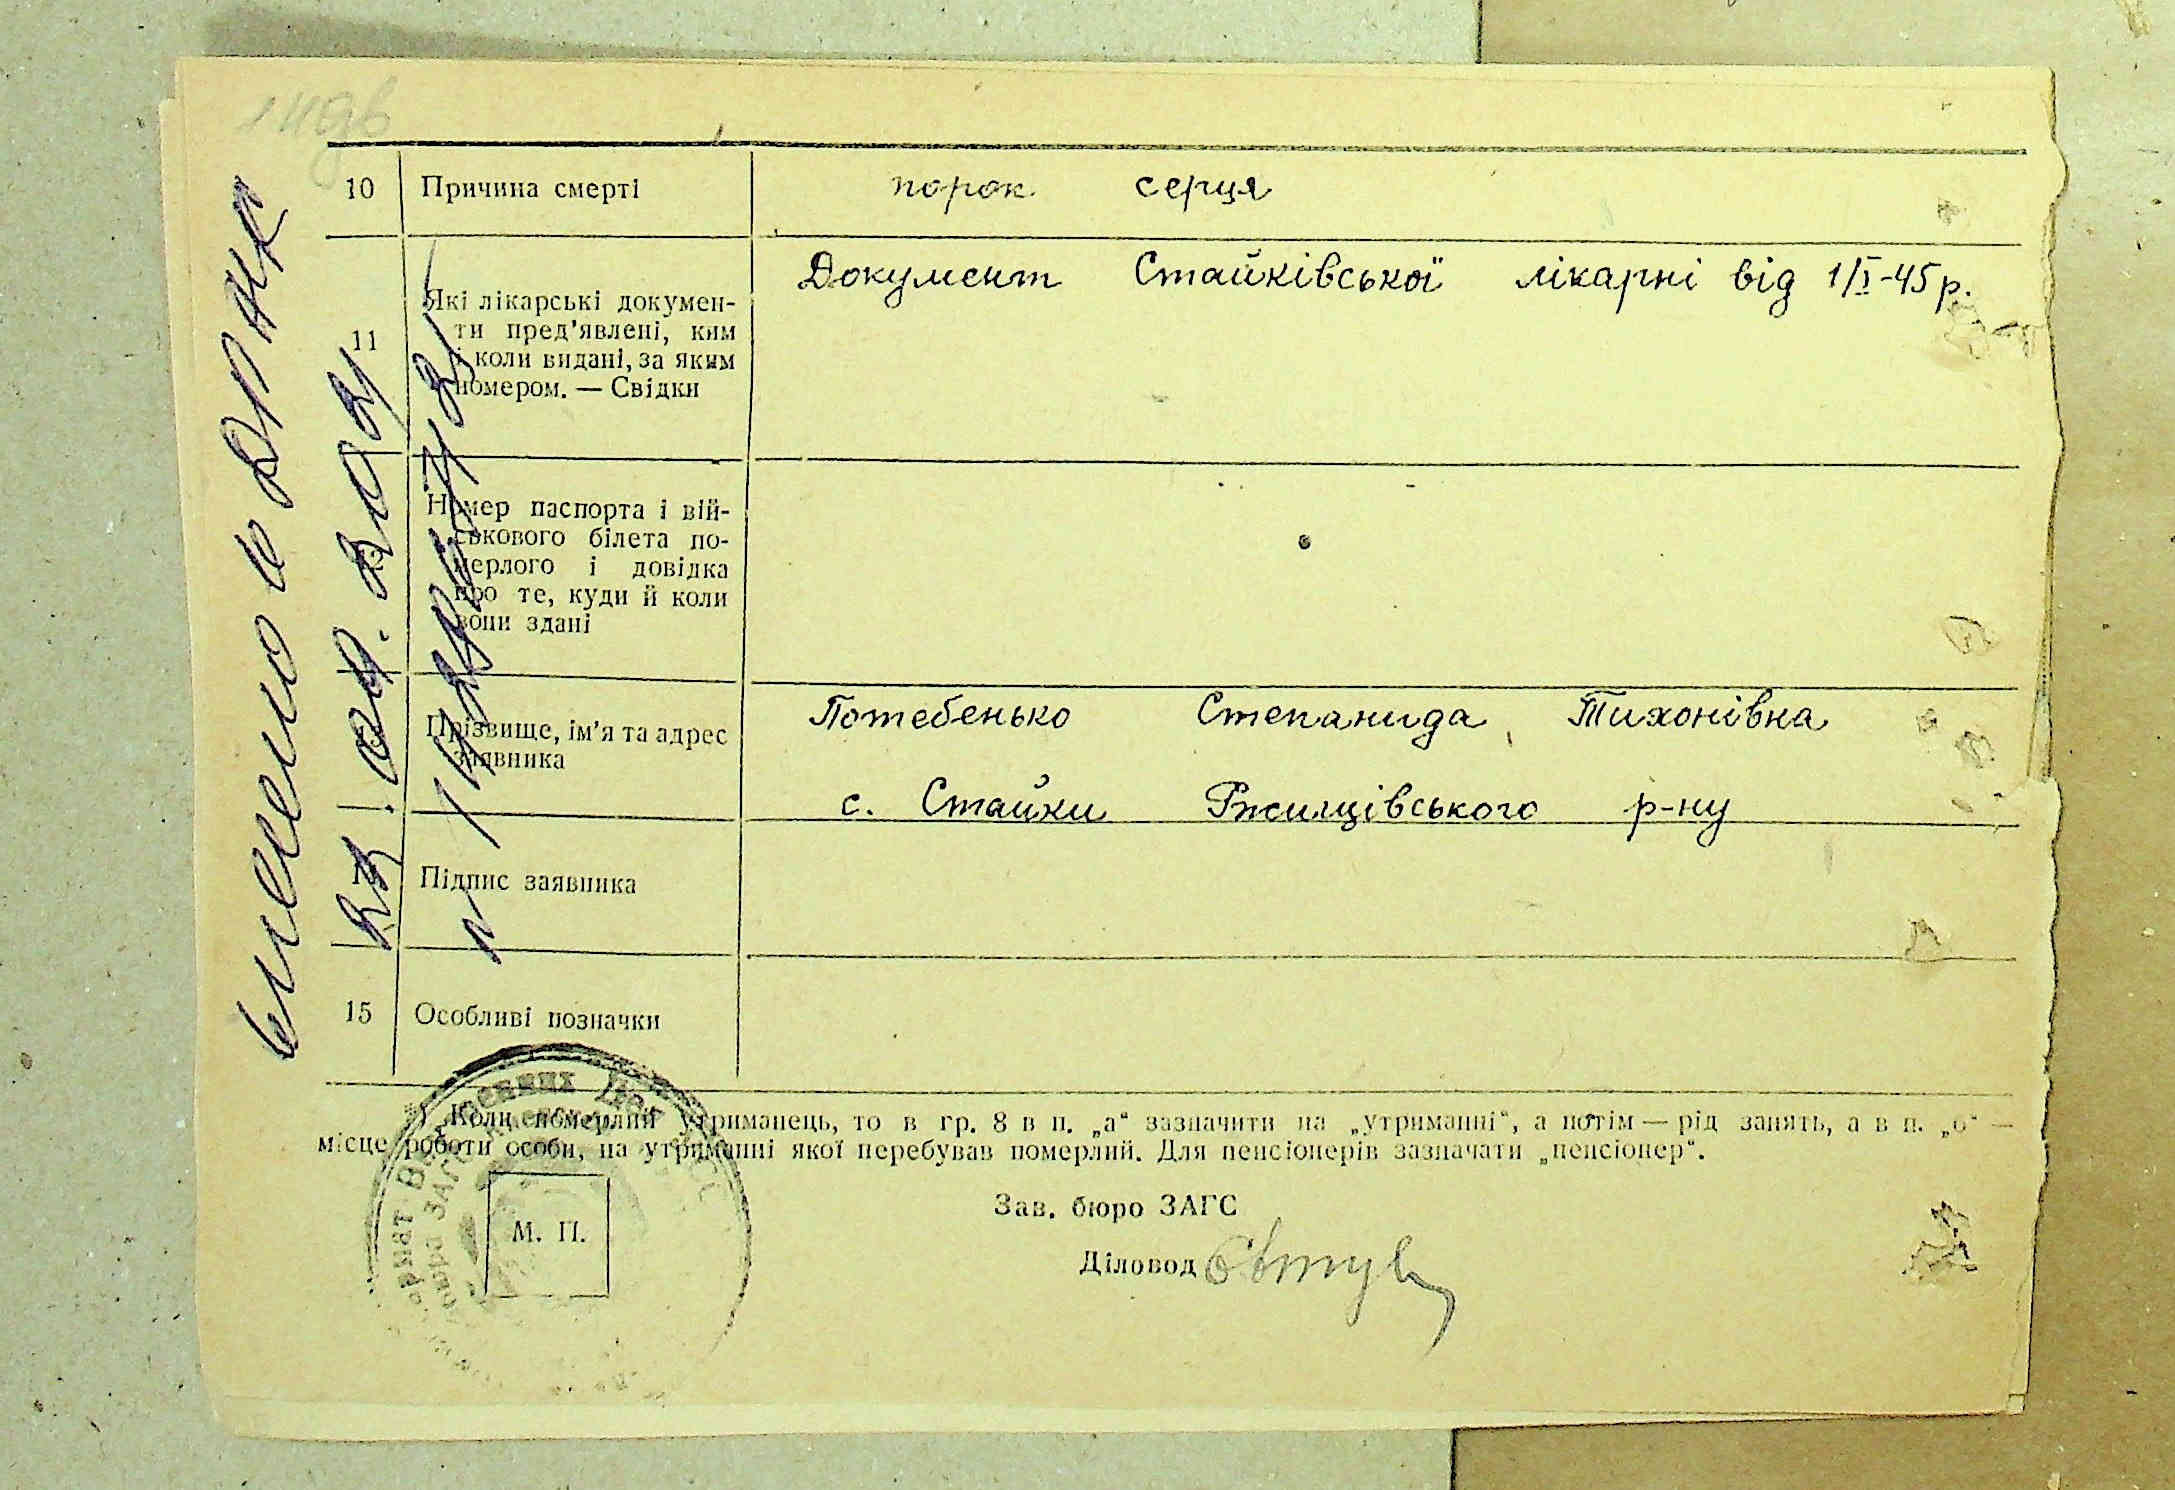 10 Причина смерті порок серця
11 Які лікарські докумен-
ти пред'явлені, ким
і коли видані, за яким
номером. — Свідки
Документ Стайківської лікарні від 1/I-45 р.
Номер паспорта і вій-
ськового білета по-
мерлого і довідка
про те, куди й коли
вони здані
Прізвище, ім'я та адрес
заявника
Потебенько Степанида, Тихонівна
с. Стайки Ржищівського р-ну
Підпис заявника
15 Особливі позначки
*) Коли померлий утриманець, то в гр. 8 в п. „а“ зазначити на „утриманні“, а потім — рід занять, а в п. „о“ —
місце роботи особи, на утриманні якої перебував померлий. Для пенсіонерів зазначати „пенсіонер“.
Зав. бюро ЗАГС
М. П.
Діловод
внесено до ДРАЦС